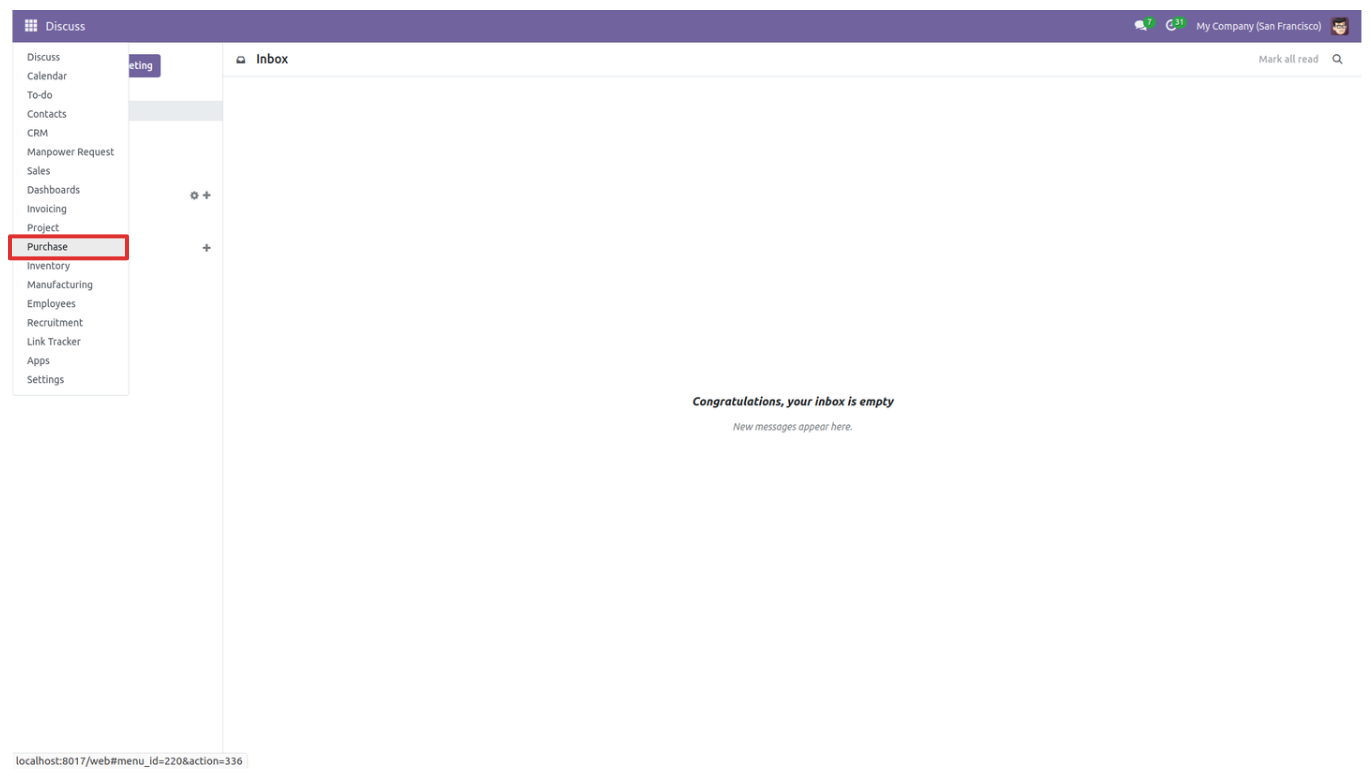 Discuss
7
31
My Company (San Francisco)
Discuss
Calendar
To-do
Contacts
CRM
Manpower Request
Sales
Dashboards
Invoicing
Project
Purchase
Inventory
Manufacturing
Employees
Recruitment
Link Tracker
Apps
Settings
eting
Inbox
Mark all read
Congratulations, your inbox is empty
New messages appear here.
localhost:8017/web#menu_id=220&action=336